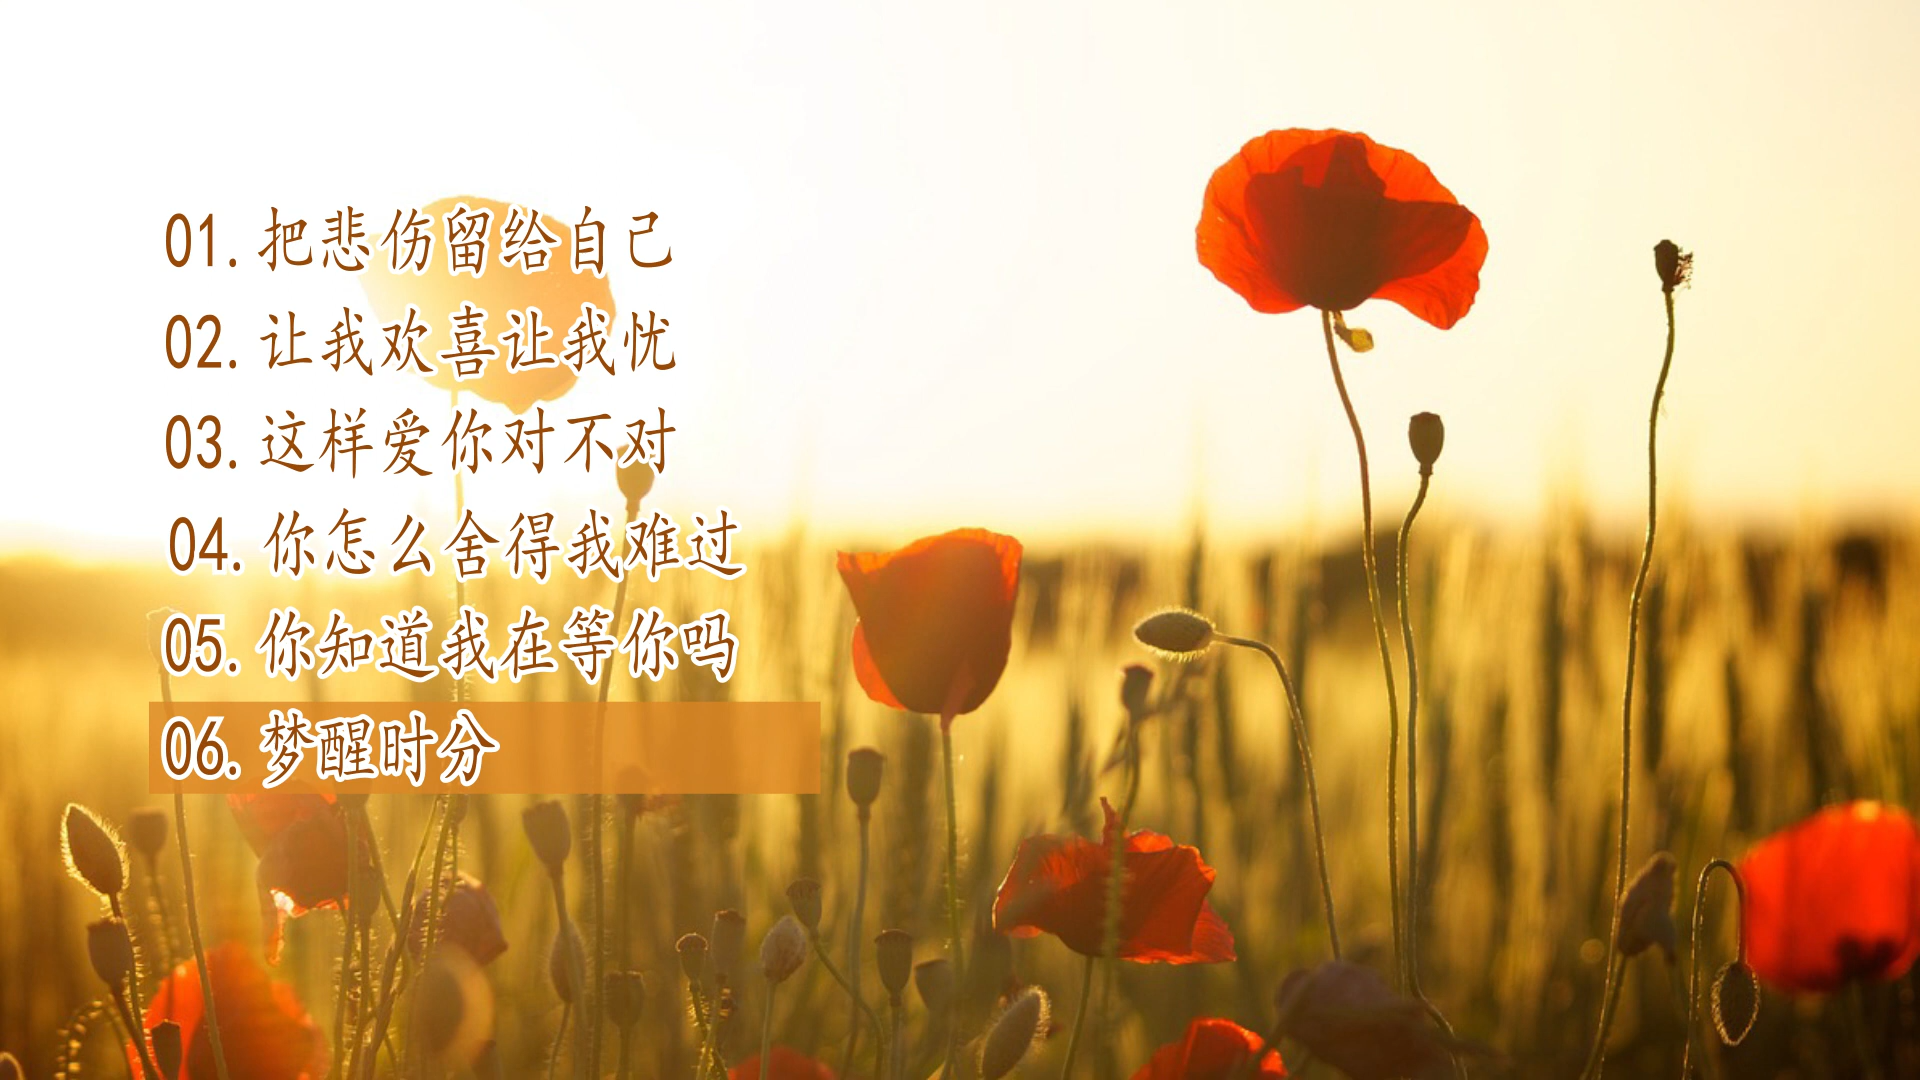 01.把悲伤留给自己
02.让我欢喜让我忧
03.这样爱你对不对
04.你怎么舍得我难过
05.你知道我在等你吗
06.梦醒时分